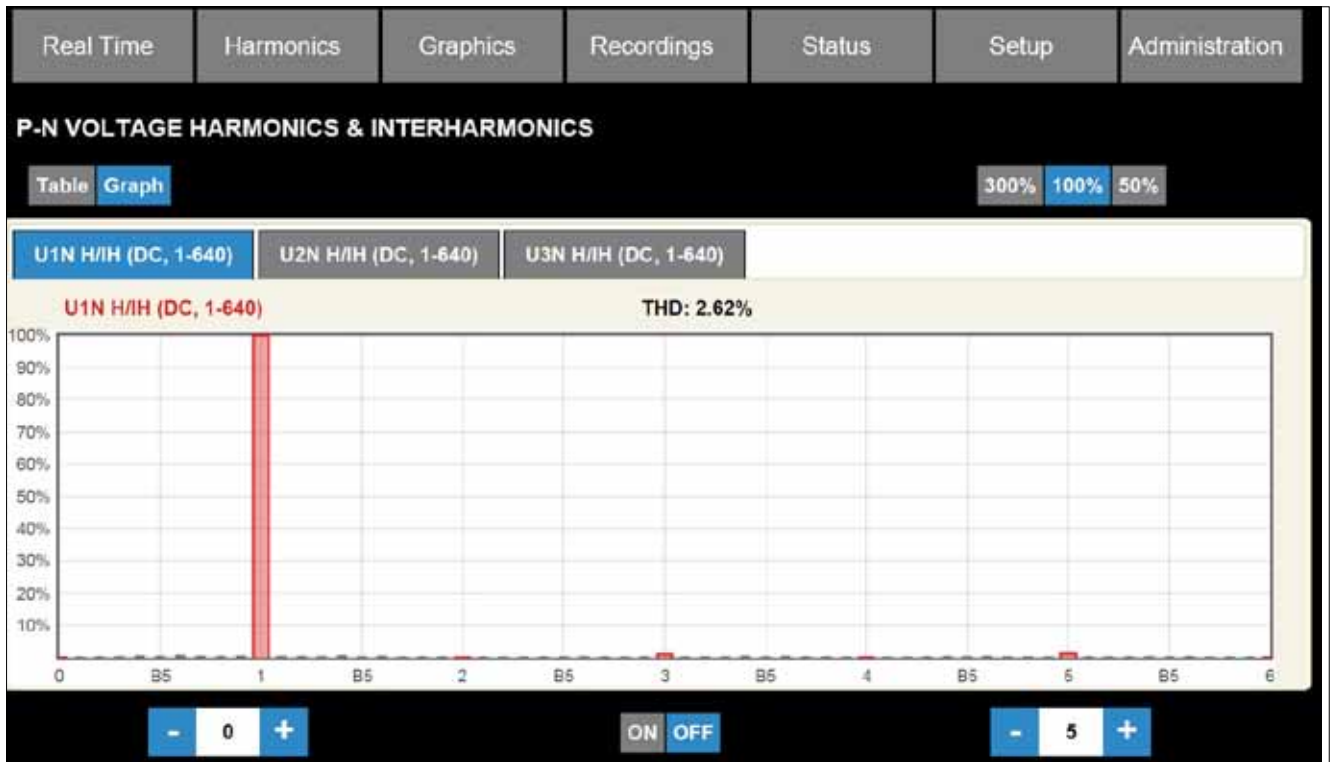 Real Time Harmonics Graphics Recordings Status Setup Administration
P-N VOLTAGE HARMONICS & INTERHARMONICS
Table Graph 300% 100% 50%
U1N H/IH (DC, 1-640) U2N H/IH (DC, 1-640) U3N H/IH (DC, 1-640)
U1N H/IH (DC, 1-640) THD: 2.62%
100%
90%
80%
70%
60%
50%
40%
30%
20%
10%
0 B5 1 B5 2 B5 3 B5 4 B5 5 B5 6
- 0 + ON OFF - 5 +